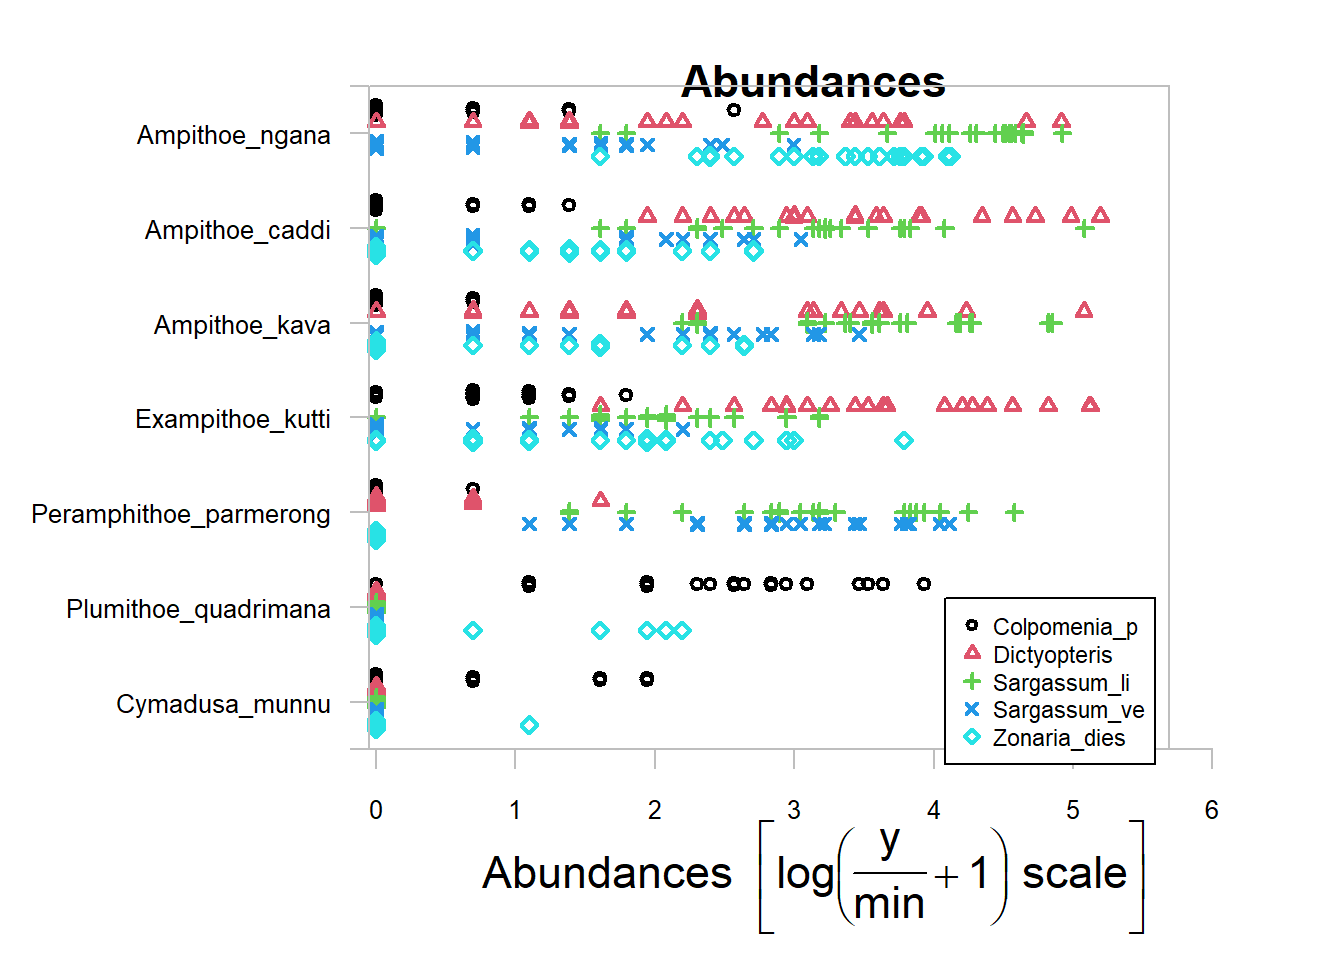 Abundances
Ampithoe_ngana
Ampithoe_caddi
Ampithoe_kava
Exampithoe_kutti
Peramphithoe_parmerong
Plumithoe_quadrimana
Cymadusa_munnu
Colpomenia_p
Dictyopteris
Sargassum_li
Sargassum_ve
Zonaria_dies
0 1 2 3 4 5 6
Abundances [log(y/min + 1) scale]